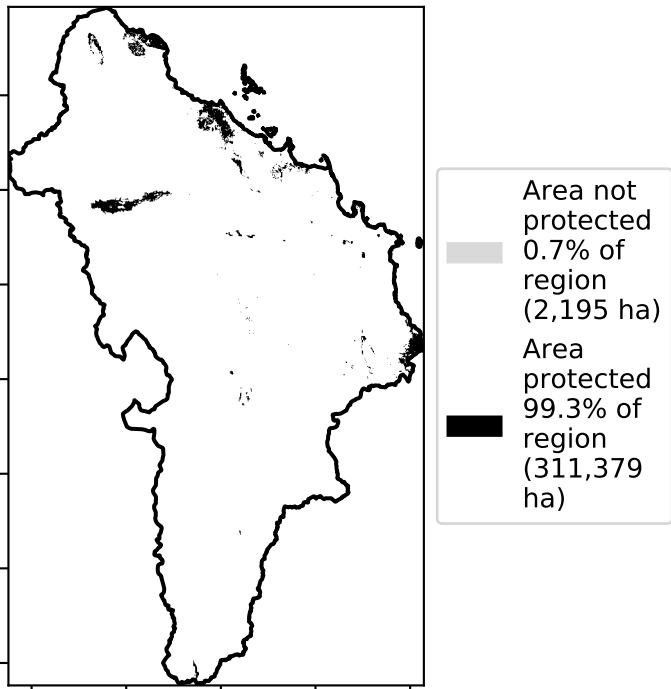 Area not
protected
0.7% of
region
(2,195 ha)
Area
protected
99.3% of
region
(311,379
ha)